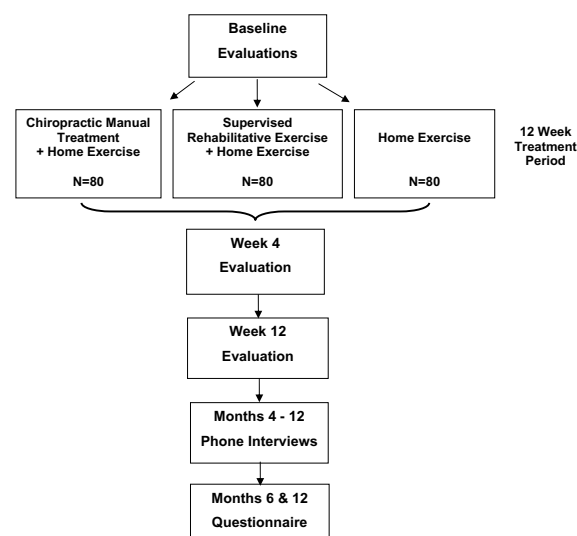 Baseline
Evaluations
Chiropractic Manual
Treatment
+ Home Exercise
N=80
Supervised
Rehabilitative Exercise
+ Home Exercise
N=80
Home Exercise
N=80
12 Week
Treatment
Period
Week 4
Evaluation
Week 12
Evaluation
Months 4 - 12
Phone Interviews
Months 6 & 12
Questionnaire